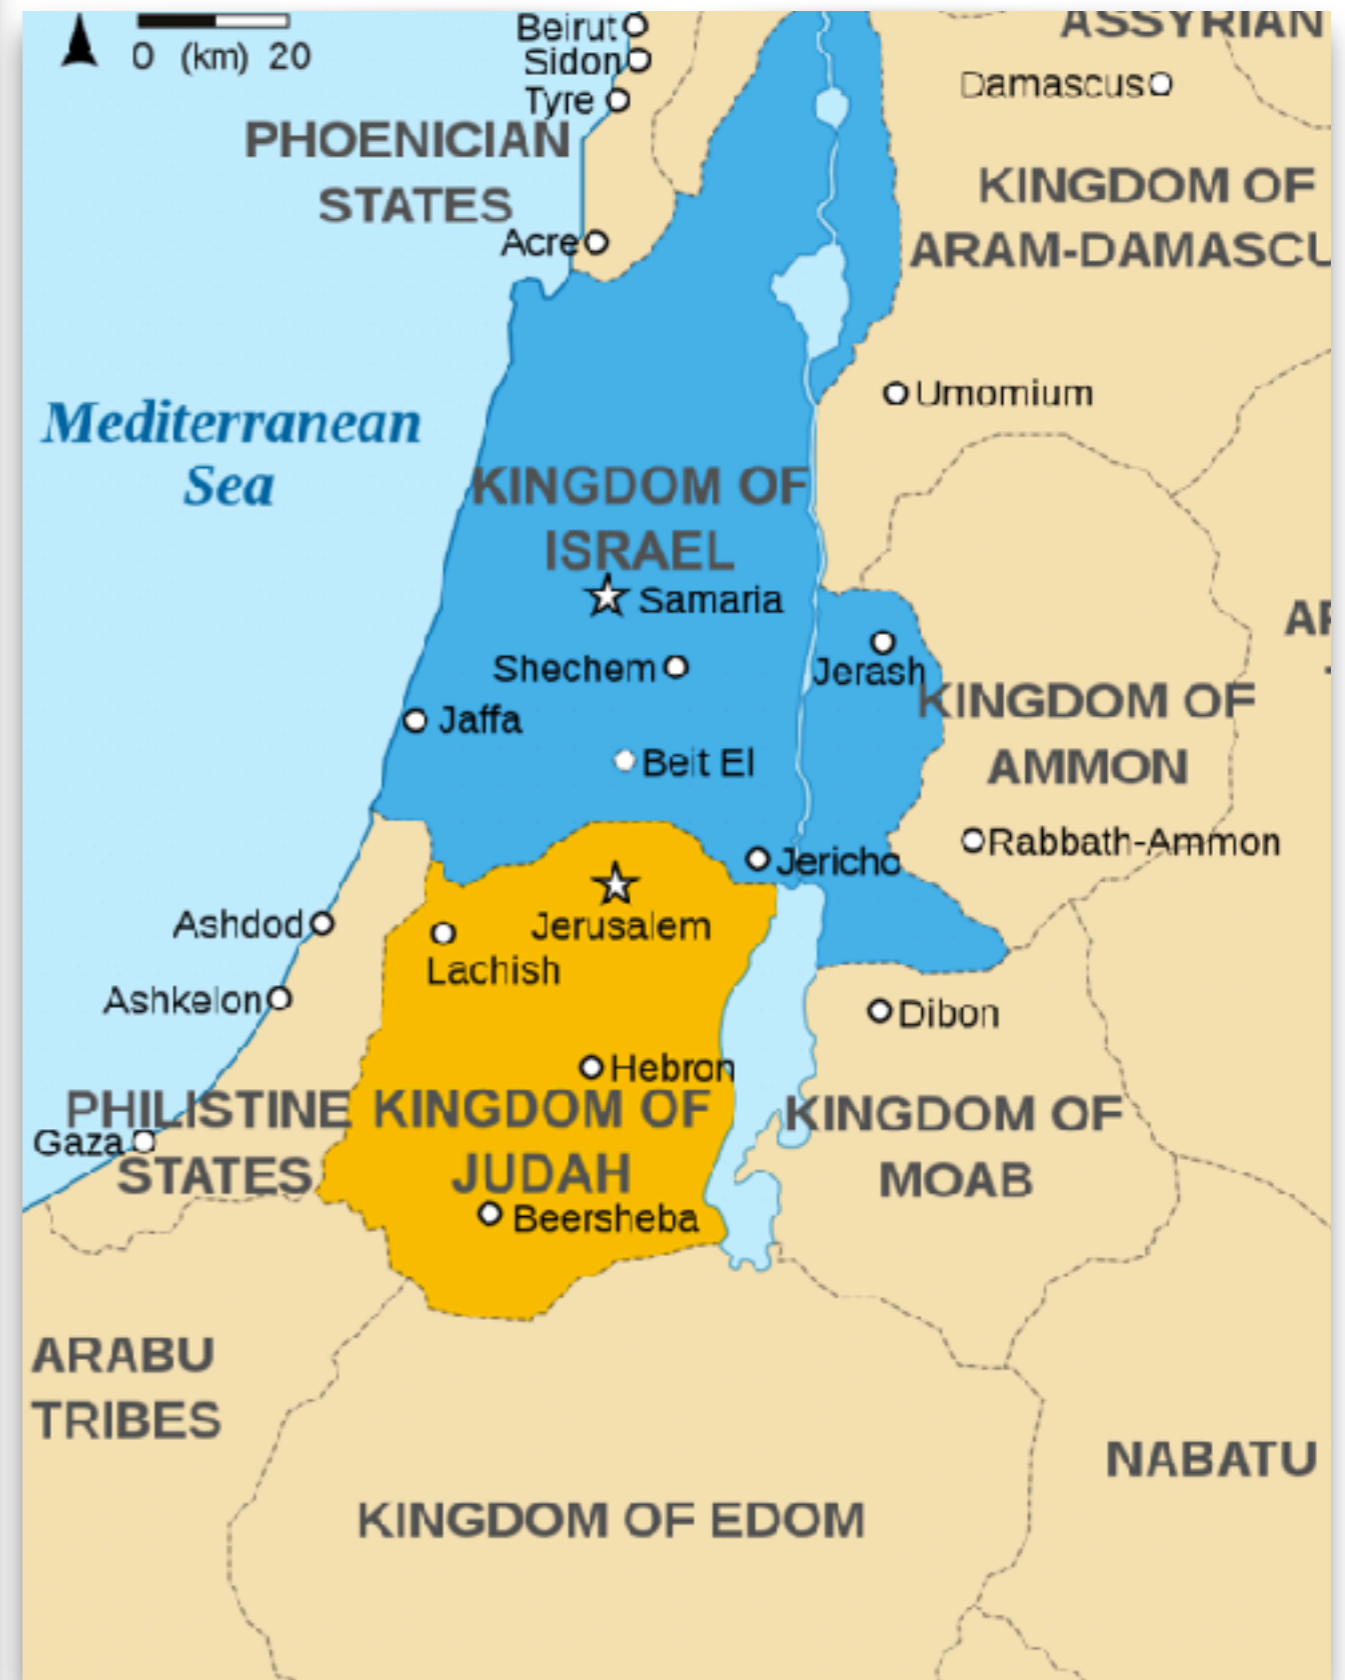 Beirut
ASSYRIAN
0 (km) 20
Sidon
Damascus
Tyre
PHOENICIAN
STATES
KINGDOM OF
ARAM-DAMASCU
Acre
Umomium
Mediterranean
Sea
KINGDOM OF
ISRAEL
Samaria
Shechem
Jerash
KINGDOM OF
AMMON
Jaffa
Beit El
Rabbath-Ammon
Jericho
Jerusalem
Ashdod
Lachish
Ashkelon
Dibon
Hebron
PHILISTINE
STATES
Gaza
KINGDOM OF
JUDAH
KINGDOM OF
MOAB
Beersheba
ARABU
TRIBES
NABATU
KINGDOM OF EDOM